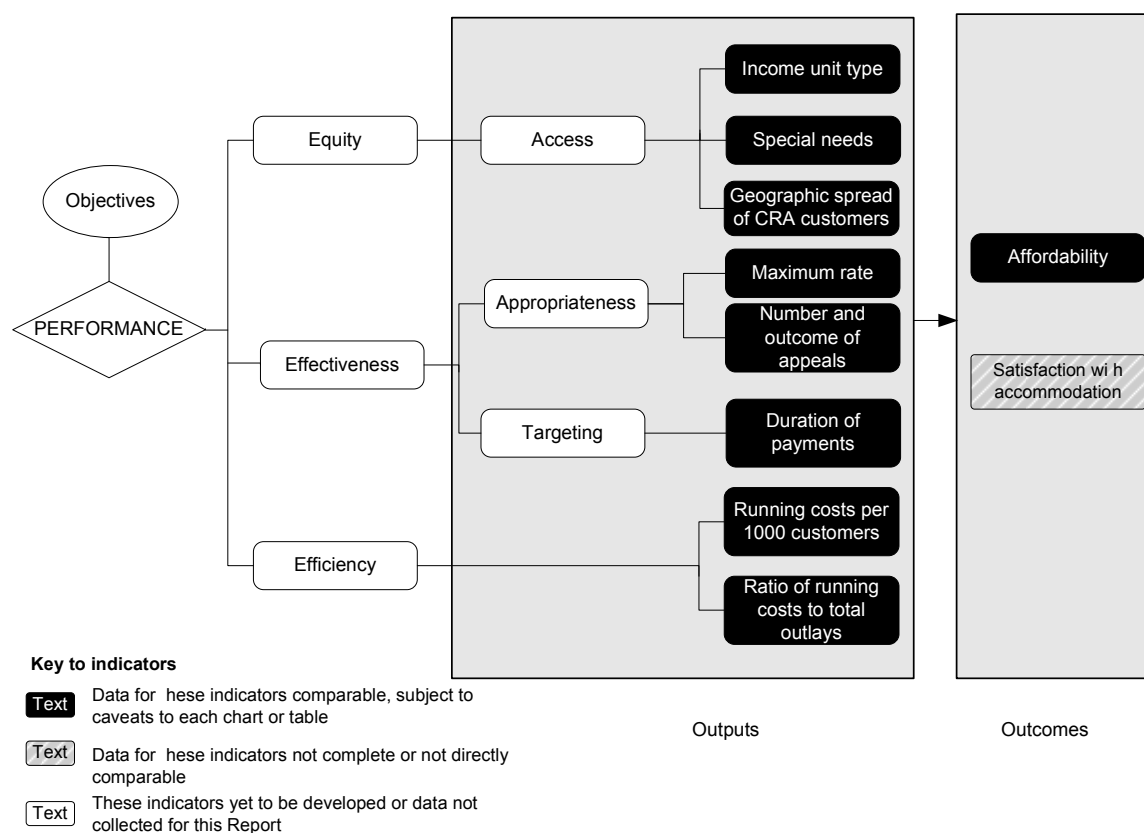 Objectives
PERFORMANCE
Equity
Effectiveness
Efficiency
Access
Appropriateness
Targeting
Income unit type
Special needs
Geographic spread
of CRA customers
Maximum rate
Number and
outcome of
appeals
Duration of
payments
Running costs per
1000 customers
Ratio of running
costs to total
outlays
Affordability
Satisfaction wi h
accommodation
Outputs
Outcomes
Key to indicators
Text
Data for hese indicators comparable, subject to
caveats to each chart or table
Text
Data for hese indicators not complete or not directly
comparable
Text
These indicators yet to be developed or data not
collected for this Report